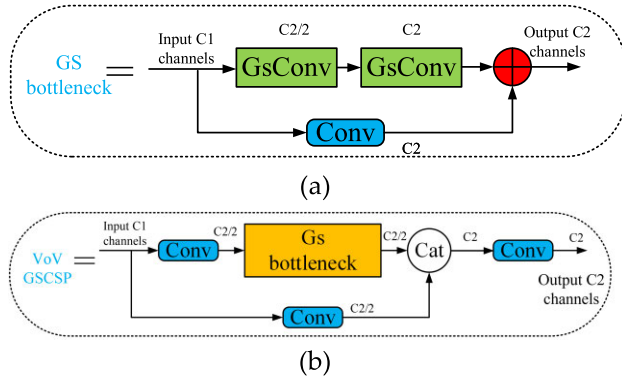 GS
bottleneck
Input C1
channels
C2/2
C2
GsConv
GsConv
Output C2
channels
Conv
C2
(a)
VoV
GSCSP
Input C1
channels
Conv
C2/2
Gs
bottleneck
C2/2
Cat
C2
Conv
C2
Output C2
channels
Conv
C2/2
(b)